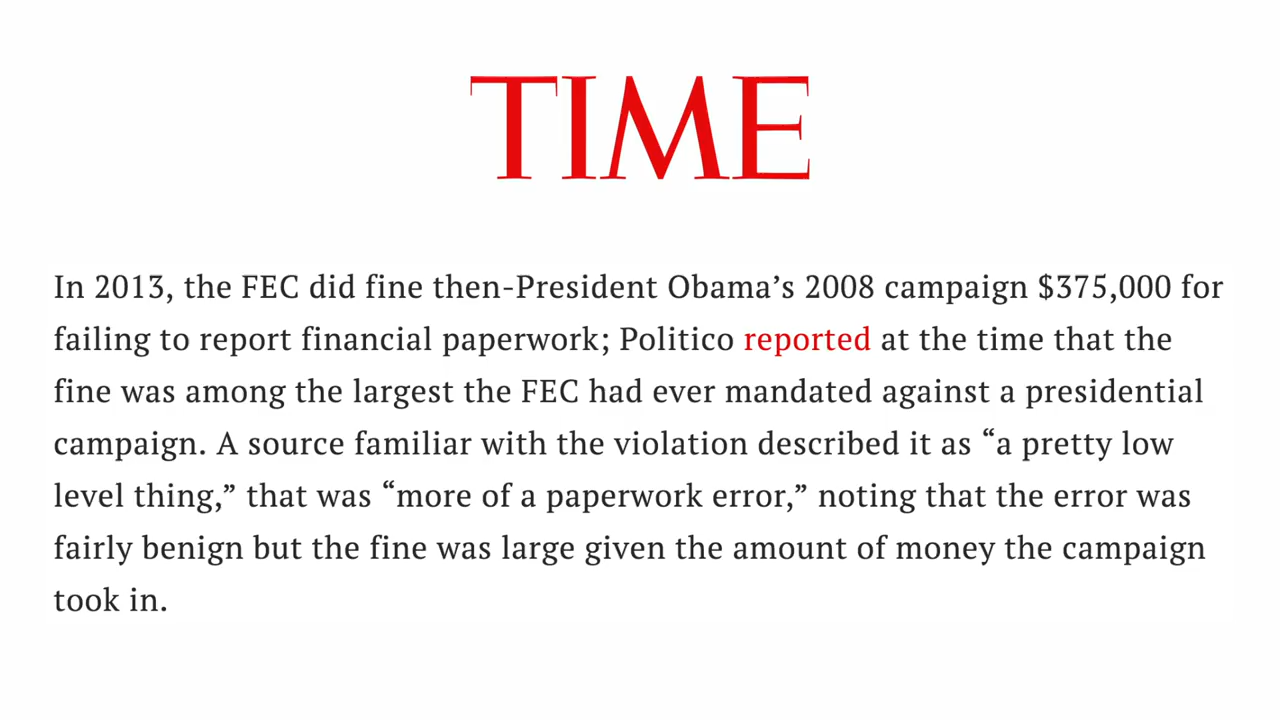 TIME
In 2013, the FEC did fine then-President Obama’s 2008 campaign $375,000 for
failing to report financial paperwork; Politico reported at the time that the
fine was among the largest the FEC had ever mandated against a presidential
campaign. A source familiar with the violation described it as “a pretty low
level thing,” that was “more of a paperwork error,” noting that the error was
fairly benign but the fine was large given the amount of money the campaign
took in.